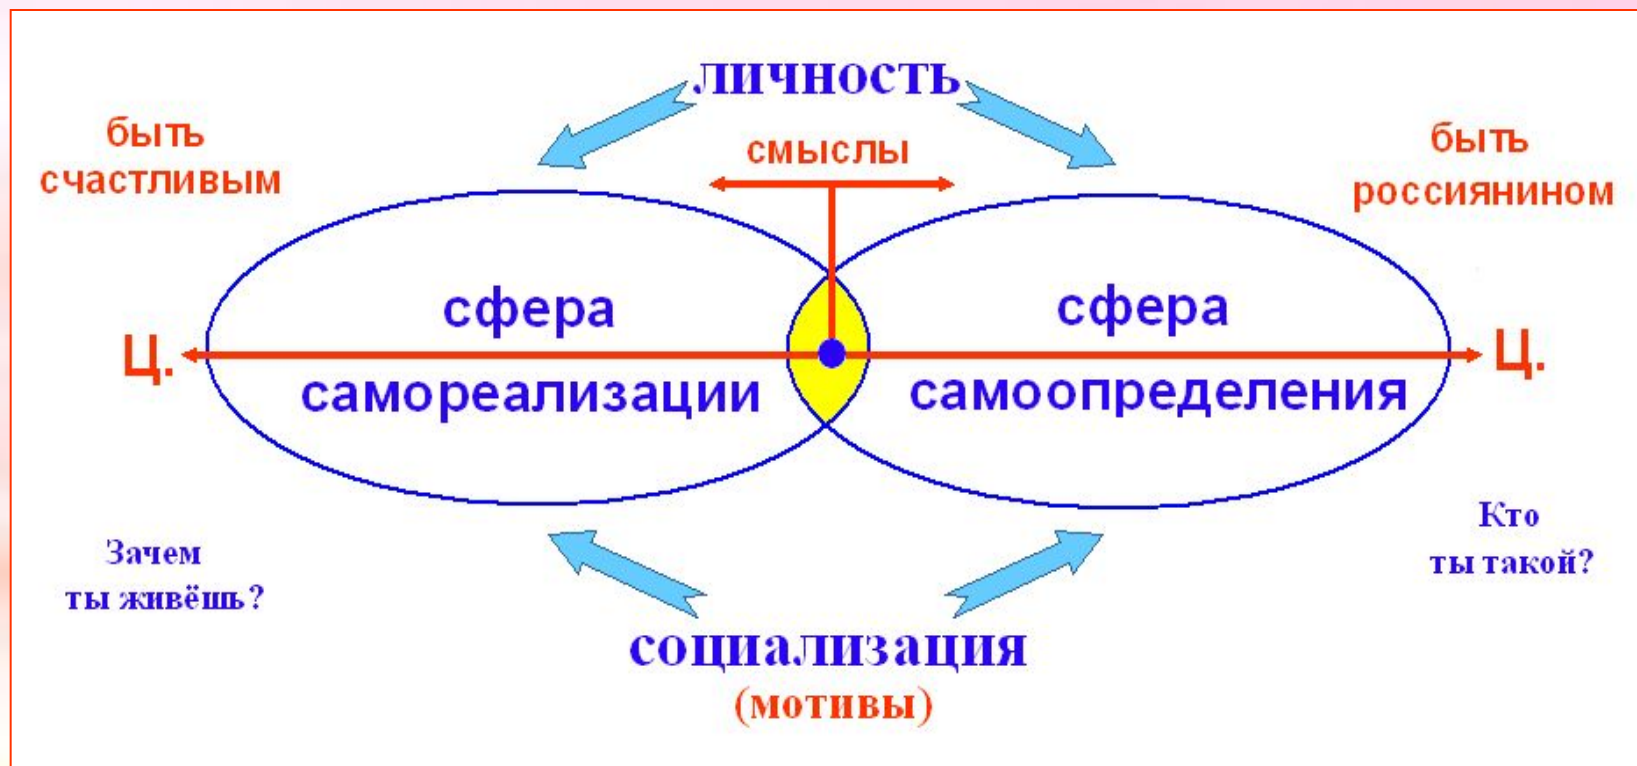 личность
быть
счастливым
смыслы
быть
россиянином
сфера
самореализации
сфера
самоопределения
Ц.
Ц.
Зачем
ты живёшь?
Кто
ты такой?
социализация
(мотивы)